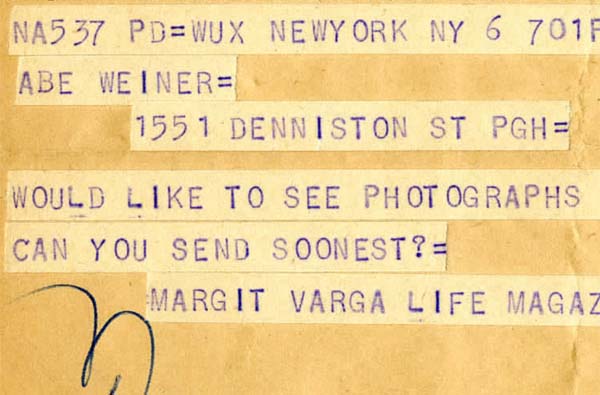 NA537 PD=WUX NEWYORK NY 6 701P
ABE WEINER=
1551 DENNISTON ST PGH=
WOULD LIKE TO SEE PHOTOGRAPHS
CAN YOU SEND SOONEST?=
MARGIT VARGA LIFE MAGAZ